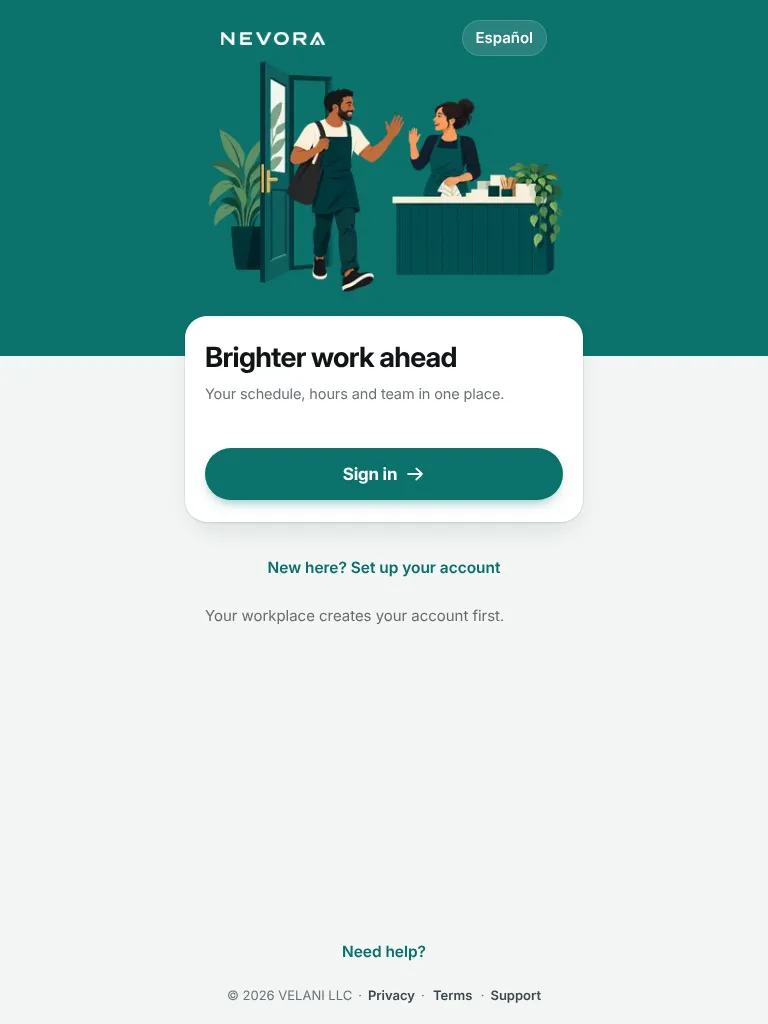 NEVORA
Español
Brighter work ahead
Your schedule, hours and team in one place.
Sign in →
New here? Set up your account
Your workplace creates your account first.
Need help?
© 2026 VELANI LLC · Privacy · Terms · Support